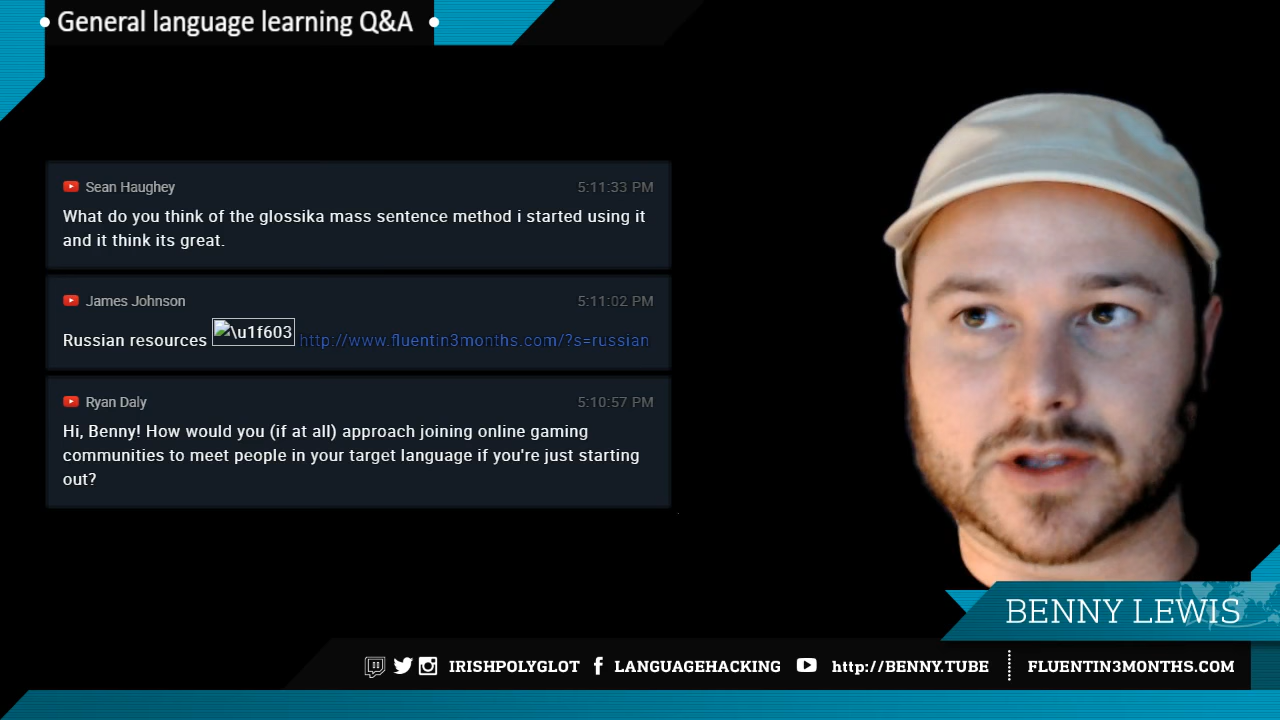 General language learning Q&A
Sean Haughey 5:11:33 PM
What do you think of the glossika mass sentence method i started using it
and it think its great.
James Johnson 5:11:02 PM
Russian resources \u1f603 http://www.fluentin3months.com/?s=russian
Ryan Daly 5:10:57 PM
Hi, Benny! How would you (if at all) approach joining online gaming
communities to meet people in your target language if you're just starting
out?
BENNY LEWIS
IRISHPOLYGLOT LANGUAGEHACKING http://BENNY.TUBE FLUENTIN3MONTHS.COM